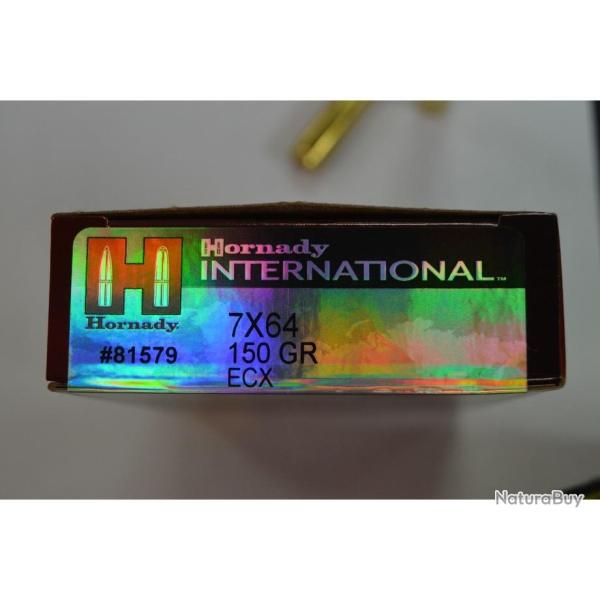 Hornady
INTERNATIONAL™
Hornady
#81579
7X64
150 GR
ECX
NaturaBuy